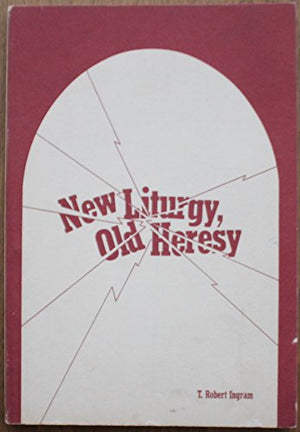 New Liturgy,
Old Heresy
T. Robert Ingram